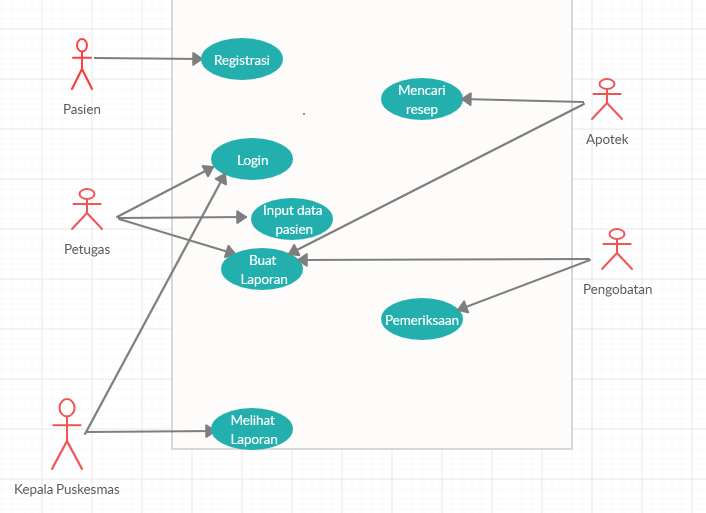 Registrasi
Pasien
Mencari
resep
Apotek
Login
Input data
pasien
Petugas
Buat
Laporan
Pengobatan
Pemeriksaan
Melihat
Laporan
Kepala Puskesmas